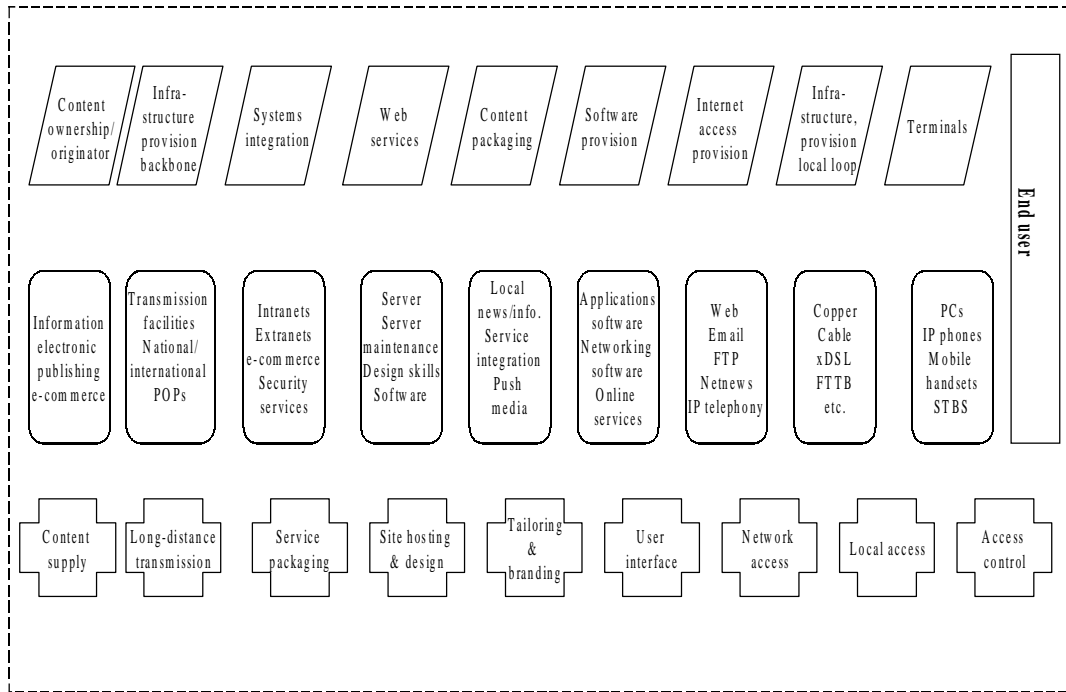 Content
ownership/
originator
Infra-
structure
provision
backbone
Systems
integration
Web
services
Content
packaging
Software
provision
Internet
access
provision
Infra-
structure,
provision
local loop
Terminals
End user
Information
electronic
publishing
e-commerce
Transmission
facilities
National/
international
POPs
Intranets
Extranets
e-commerce
Security
services
Server
Server
maintenance
Design skills
Software
Local
news/info.
Service
integration
Push
media
Applications
software
Networking
software
Online
services
Web
Email
FTP
Netnews
IP telephony
Copper
Cable
xDSL
FTTB
etc.
PCs
IP phones
Mobile
handsets
STBS
Content
supply
Long-distance
transmission
Service
packaging
Site hosting
& design
Tailoring
&
branding
User
interface
Network
access
Local access
Access
control